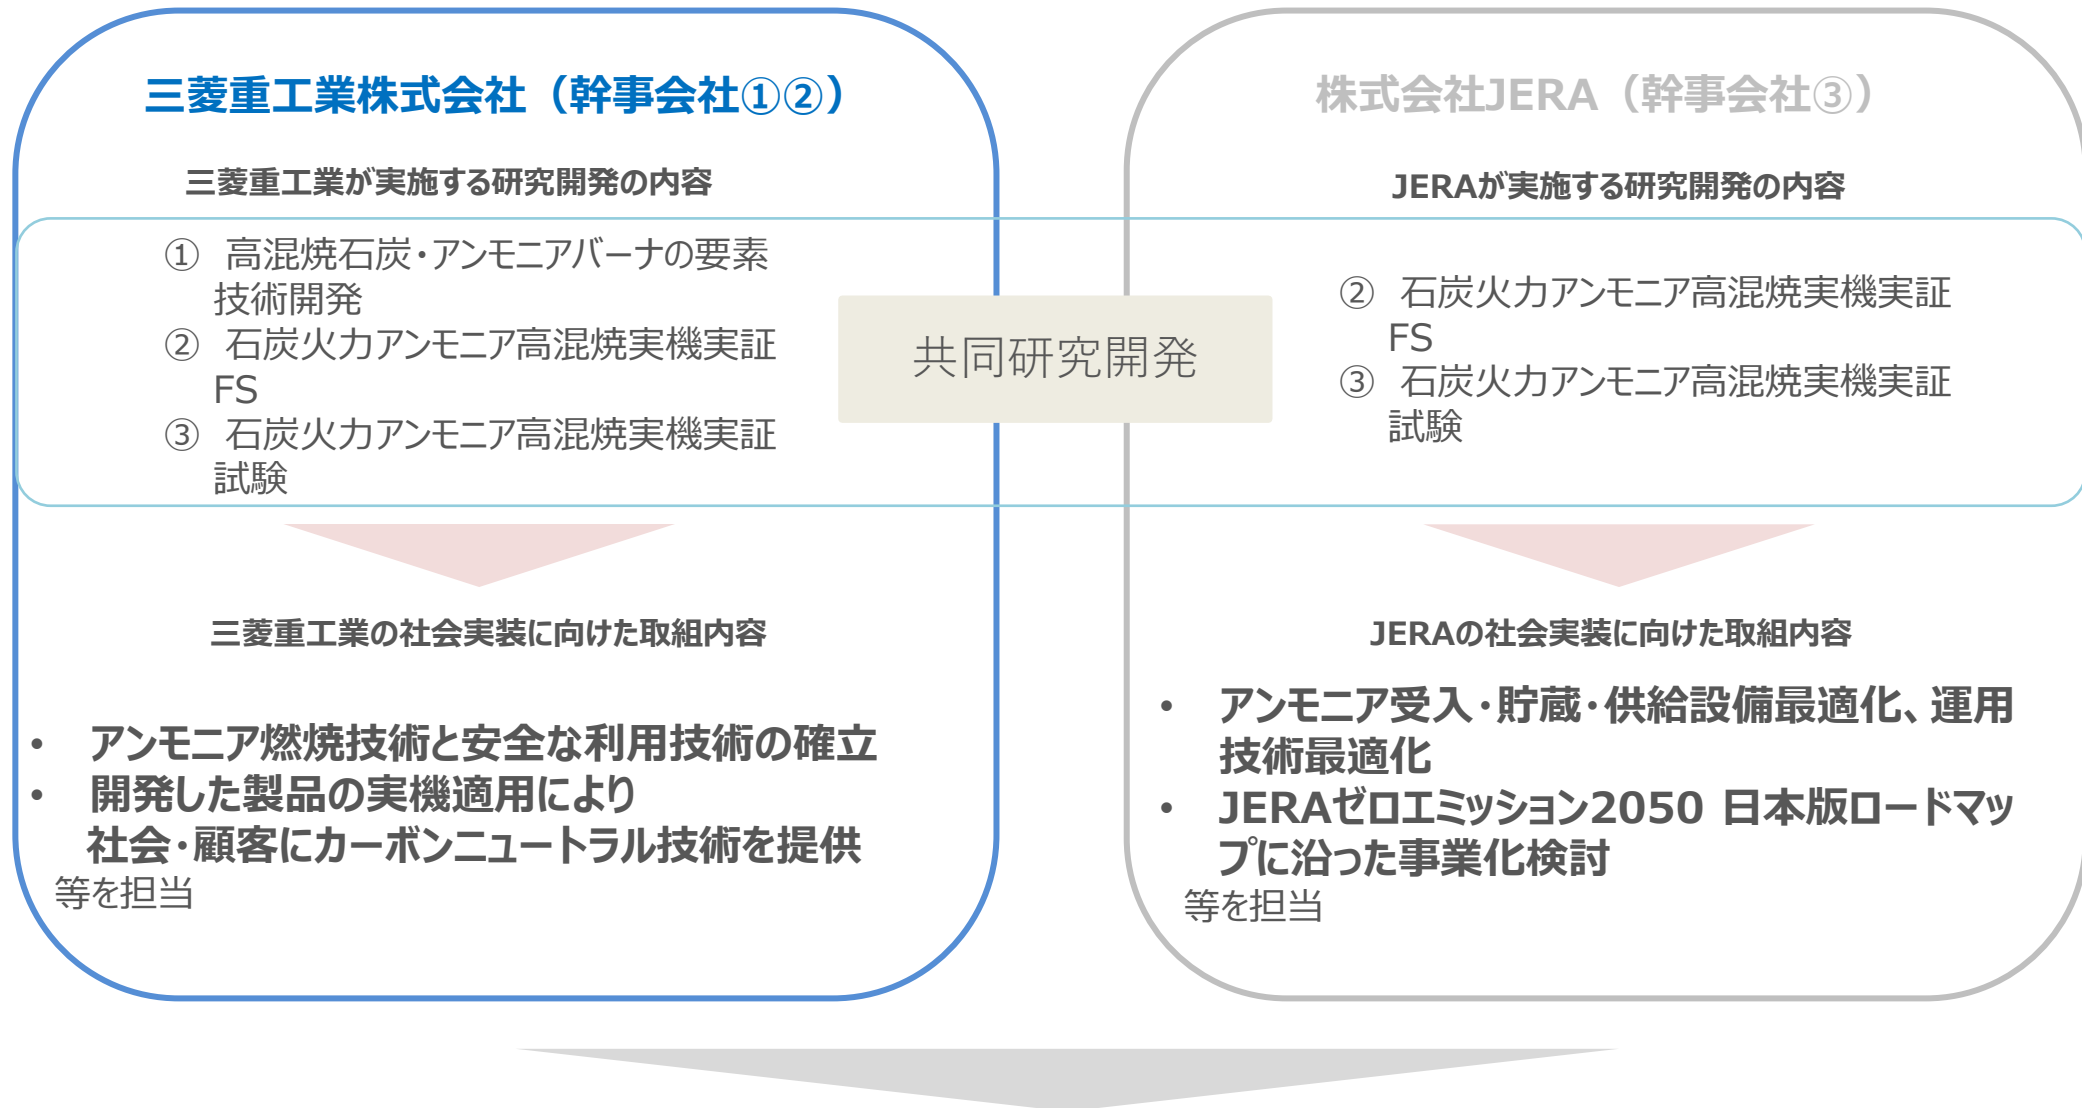 三菱重工業株式会社（幹事会社①②）
三菱重工業が実施する研究開発の内容
① 高混焼石炭・アンモニアバーナの要素
技術開発
② 石炭火力アンモニア高混焼実機実証
FS
③ 石炭火力アンモニア高混焼実機実証
試験
共同研究開発
三菱重工業の社会実装に向けた取組内容
• アンモニア燃焼技術と安全な利用技術の確立
• 開発した製品の実機適用により
社会・顧客にカーボンニュートラル技術を提供
等を担当
株式会社JERA（幹事会社③）
JERAが実施する研究開発の内容
② 石炭火力アンモニア高混焼実機実証
FS
③ 石炭火力アンモニア高混焼実機実証
試験
JERAの社会実装に向けた取組内容
• アンモニア受入・貯蔵・供給設備最適化、運用
技術最適化
• JERAゼロエミッション2050 日本版ロードマッ
プに沿った事業化検討
等を担当